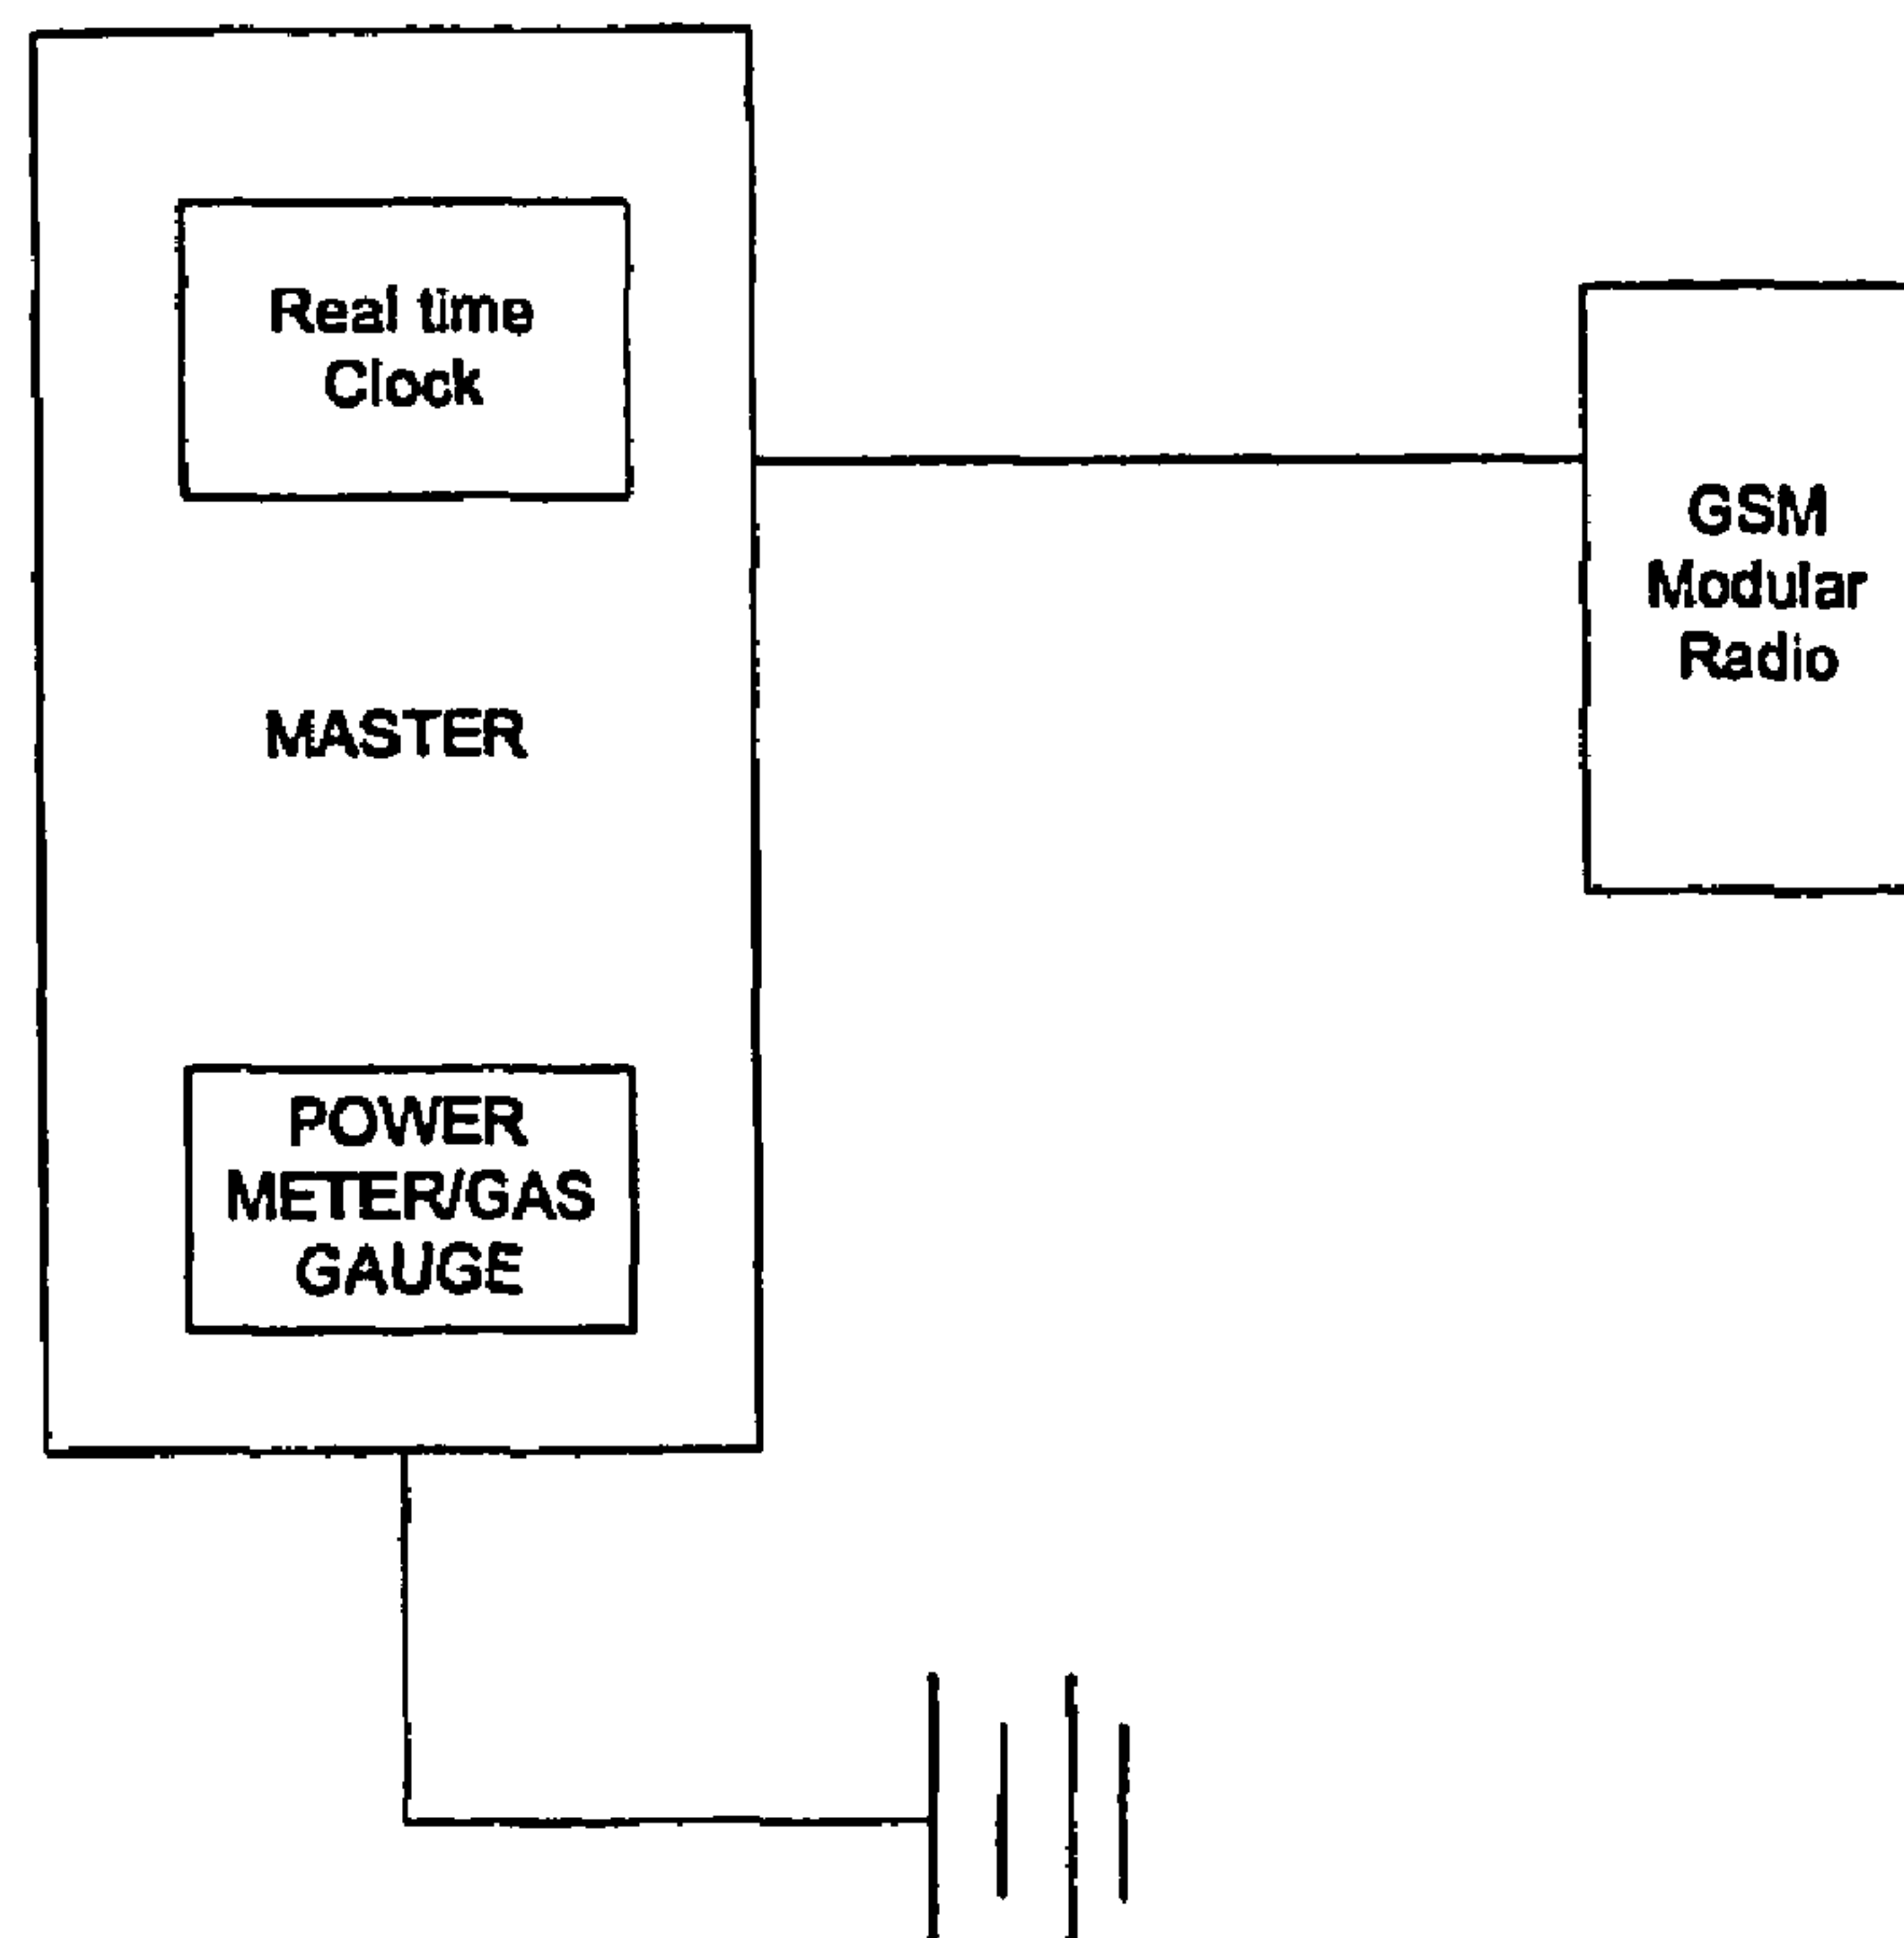 Real time
Clock
MASTER
POWER
METER/GAS
GAUGE
GSM
Modular
Radio